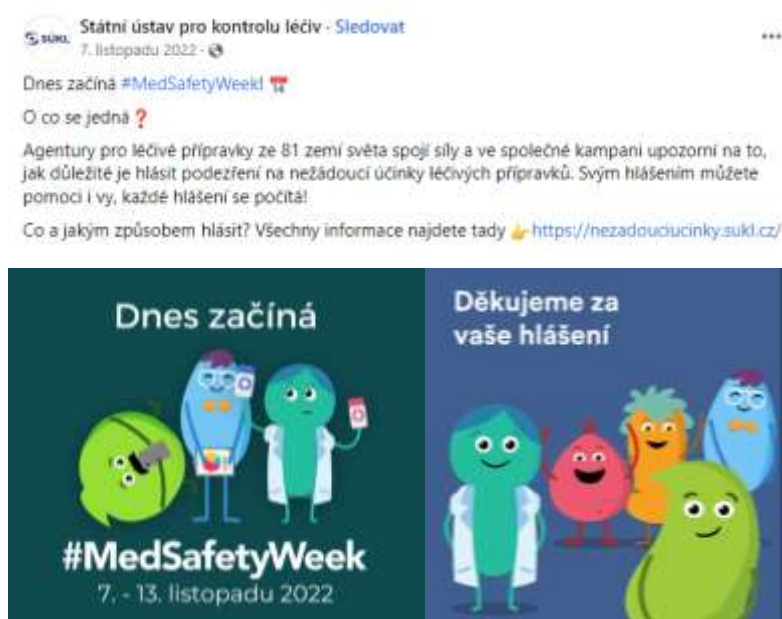 SÚKL
Státní ústav pro kontrolu léčiv · Sledovat
7. listopadu 2022 ·
Dnes začíná #MedSafetyWeek! 📅
O co se jedná ❓
Agentury pro léčivé přípravky ze 81 zemí světa spojí síly a ve společné kampani upozorní na to,
jak důležité je hlásit podezření na nežádoucí účinky léčivých přípravků. Svým hlášením můžete
pomoci i vy, každé hlášení se počítá!
Co a jakým způsobem hlásit? Všechny informace najdete tady 👉 https://nezadouciucinky.sukl.cz/
Dnes začíná
#MedSafetyWeek
7. - 13. listopadu 2022
Děkujeme za
vaše hlášení